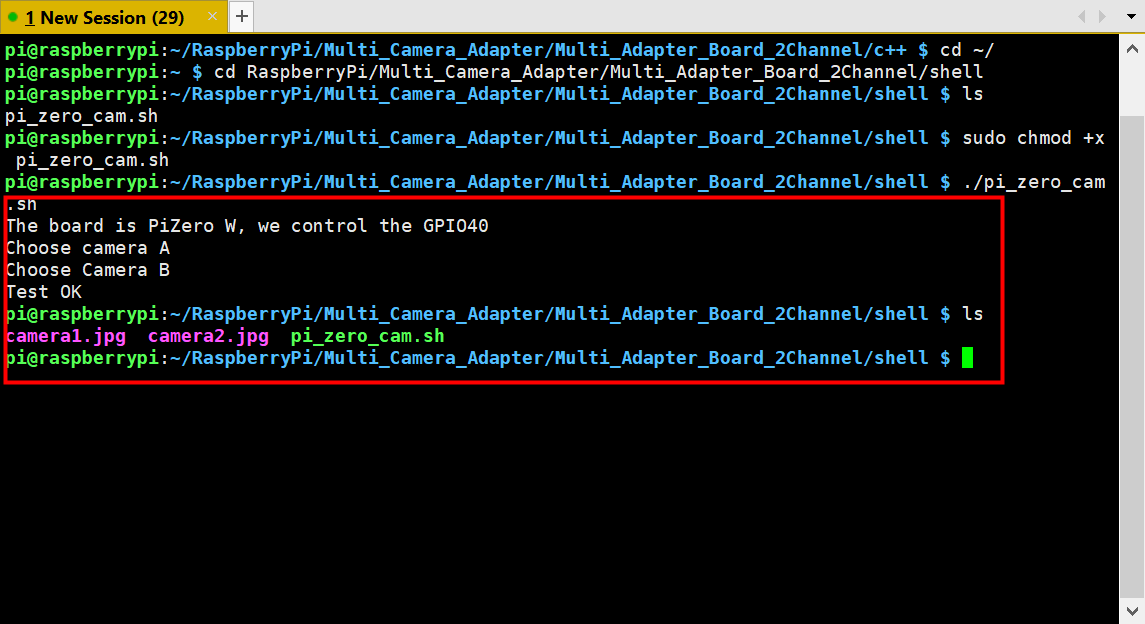 1 New Session (29) × +
pi@raspberrypi:~/RaspberryPi/Multi_Camera_Adapter/Multi_Adapter_Board_2Channel/c++ $ cd ~/
pi@raspberrypi:~ $ cd RaspberryPi/Multi_Camera_Adapter/Multi_Adapter_Board_2Channel/shell
pi@raspberrypi:~/RaspberryPi/Multi_Camera_Adapter/Multi_Adapter_Board_2Channel/shell $ ls
pi_zero_cam.sh
pi@raspberrypi:~/RaspberryPi/Multi_Camera_Adapter/Multi_Adapter_Board_2Channel/shell $ sudo chmod +x
 pi_zero_cam.sh
pi@raspberrypi:~/RaspberryPi/Multi_Camera_Adapter/Multi_Adapter_Board_2Channel/shell $ ./pi_zero_cam
.sh
The board is PiZero W, we control the GPIO40
Choose camera A
Choose Camera B
Test OK
pi@raspberrypi:~/RaspberryPi/Multi_Camera_Adapter/Multi_Adapter_Board_2Channel/shell $ ls
camera1.jpg  camera2.jpg  pi_zero_cam.sh
pi@raspberrypi:~/RaspberryPi/Multi_Camera_Adapter/Multi_Adapter_Board_2Channel/shell $